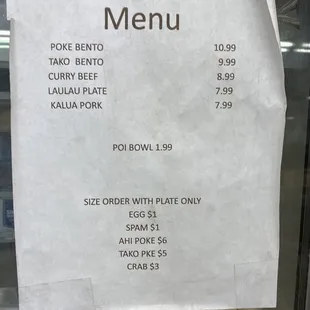 Menu
POKE BENTO 10.99
TAKO BENTO 9.99
CURRY BEEF 8.99
LAULAU PLATE 7.99
KALUA PORK 7.99
POI BOWL 1.99
SIZE ORDER WITH PLATE ONLY
EGG $1
SPAM $1
AHI POKE $6
TAKO PKE $5
CRAB $3